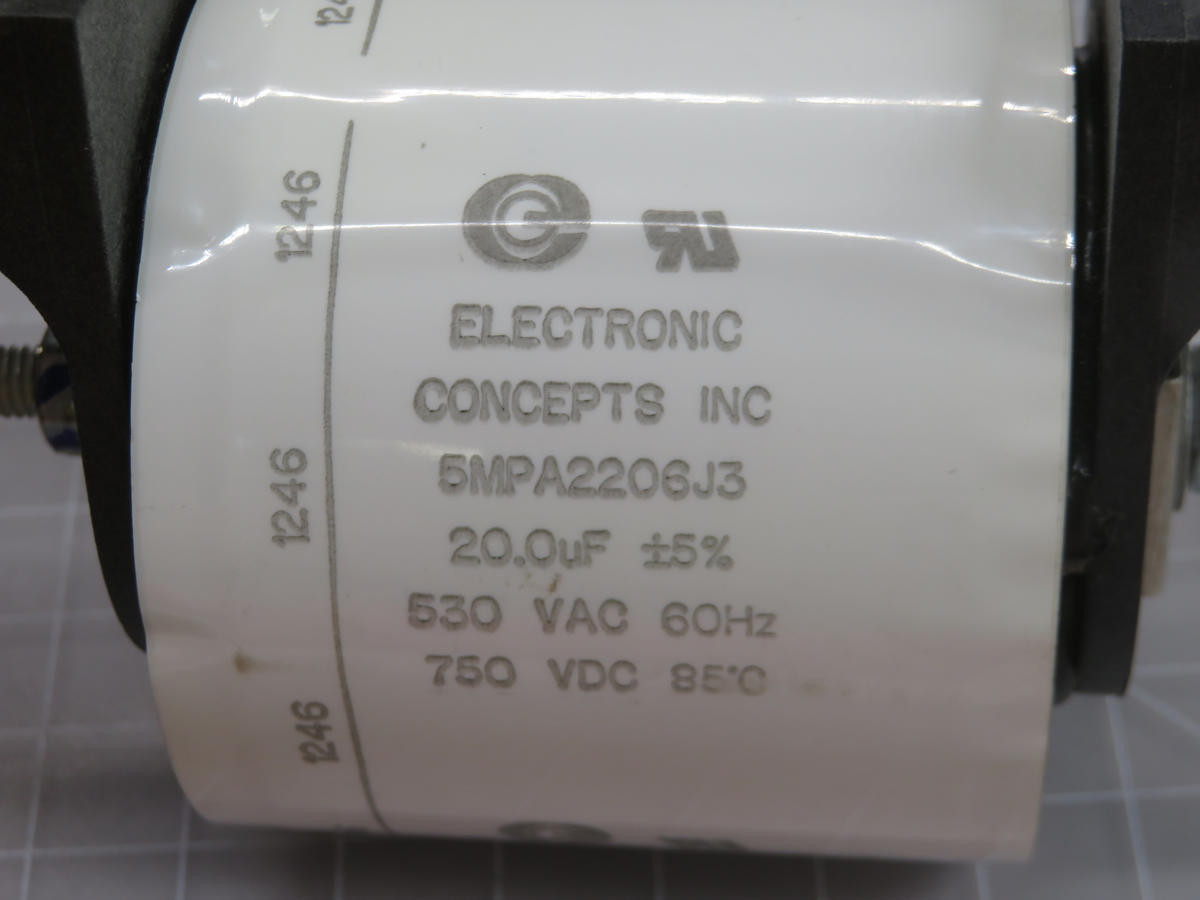 1246
1246
1246
ELECTRONIC
CONCEPTS INC
5MPA2206J3
20.0uF ±5%
530 VAC 60Hz
750 VDC 85°C